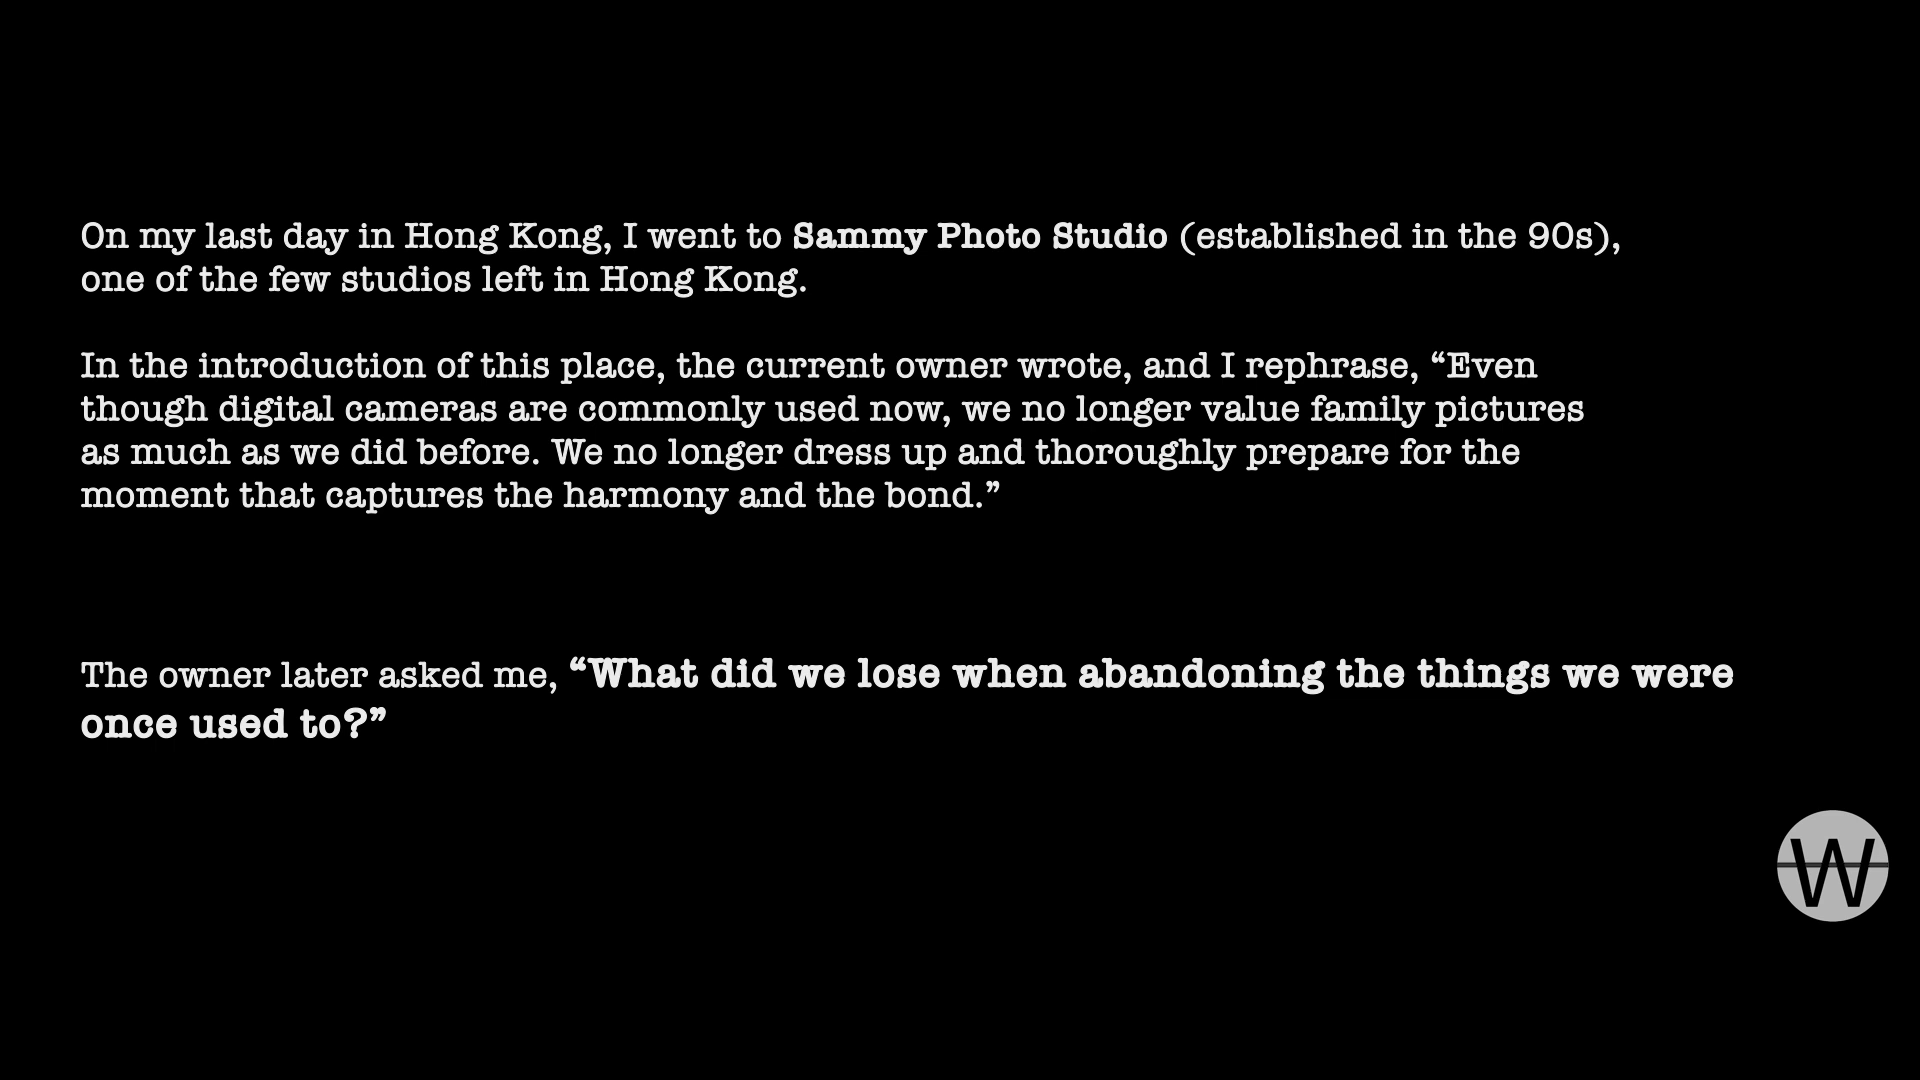 On my last day in Hong Kong, I went to Sammy Photo Studio (established in the 90s),
one of the few studios left in Hong Kong.
In the introduction of this place, the current owner wrote, and I rephrase, “Even
though digital cameras are commonly used now, we no longer value family pictures
as much as we did before. We no longer dress up and thoroughly prepare for the
moment that captures the harmony and the bond.”
The owner later asked me, “What did we lose when abandoning the things we were
once used to?”
W